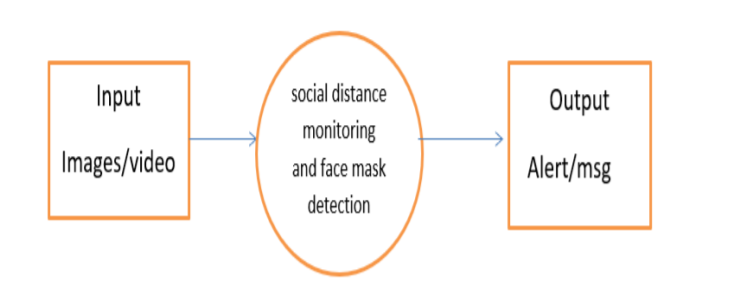 Input
Images/video
social distance
monitoring
and face mask
detection
Output
Alert/msg